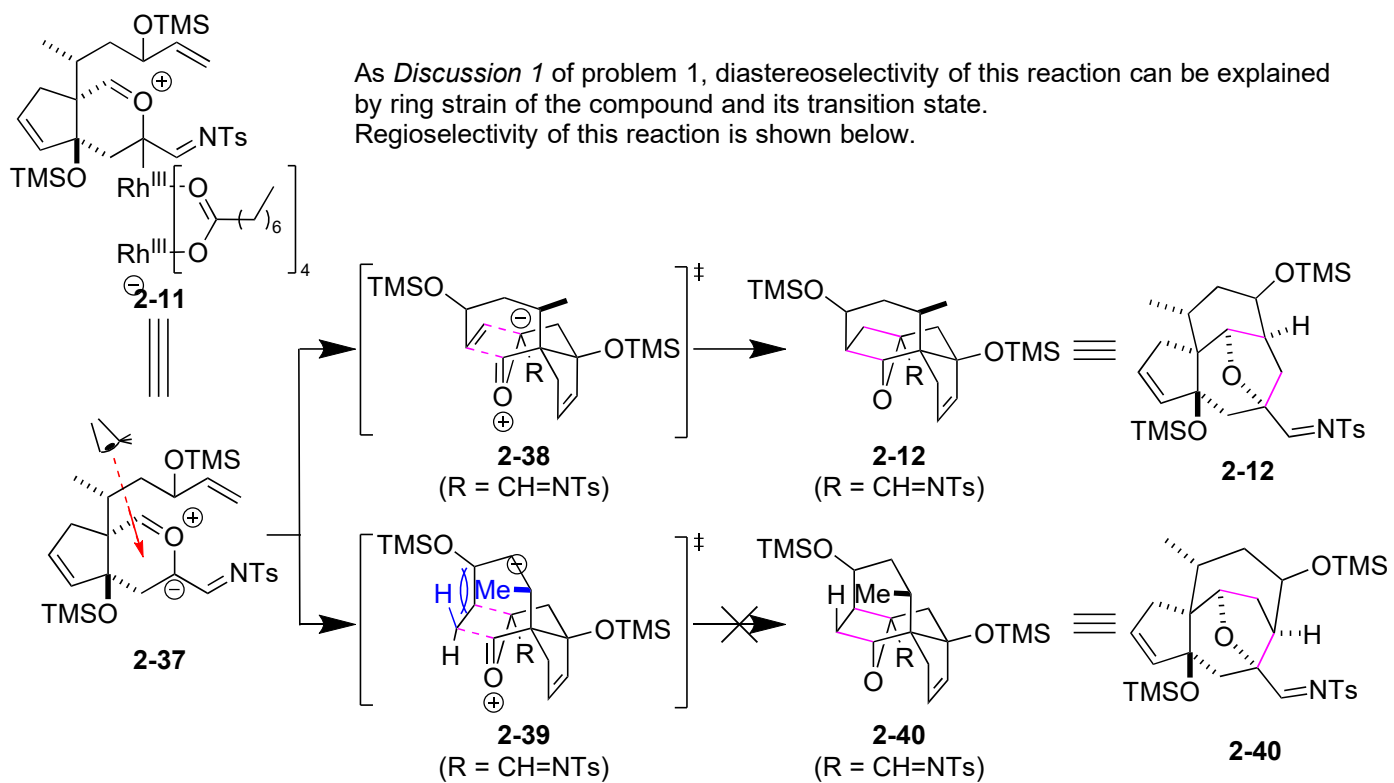 As Discussion 1 of problem 1, diastereoselectivity of this reaction can be explained
by ring strain of the compound and its transition state.
Regioselectivity of this reaction is shown below.
OTMS
O
⊕
NTs
TMSO
Rh^III
O
( )6
Rh^III
O
4
⊖
2-11
OTMS
O
⊕
⊖
NTs
TMSO
2-37
TMSO
⊖
OTMS
R
O
⊕
‡
2-38
(R = CH=NTs)
TMSO
OTMS
R
O
2-12
(R = CH=NTs)
OTMS
H
O
TMSO
NTs
2-12
TMSO
⊖
H
Me
OTMS
H
R
O
⊕
‡
2-39
(R = CH=NTs)
TMSO
H
Me
OTMS
R
O
2-40
(R = CH=NTs)
OTMS
O
H
TMSO
NTs
2-40